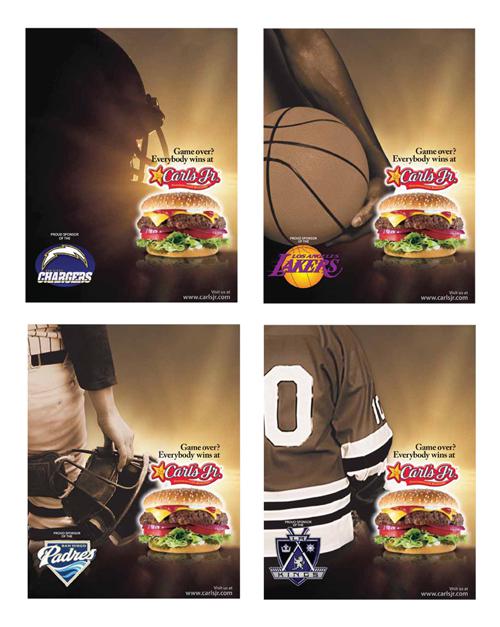 Game over?
Everybody wins at
Carl's Jr.
PROUD SPONSOR
OF THE
CHARGERS
Visit us at
www.carlsjr.com
Game over?
Everybody wins at
Carl's Jr.
PROUD SPONSOR
OF THE
LOS ANGELES
LAKERS
Visit us at
www.carlsjr.com
Game over?
Everybody wins at
Carl's Jr.
PROUD SPONSOR
OF THE
SAN DIEGO
Padres
Visit us at
www.carlsjr.com
0
10
Game over?
Everybody wins at
Carl's Jr.
PROUD SPONSOR
OF THE
LA
KINGS
Visit us at
www.carlsjr.com